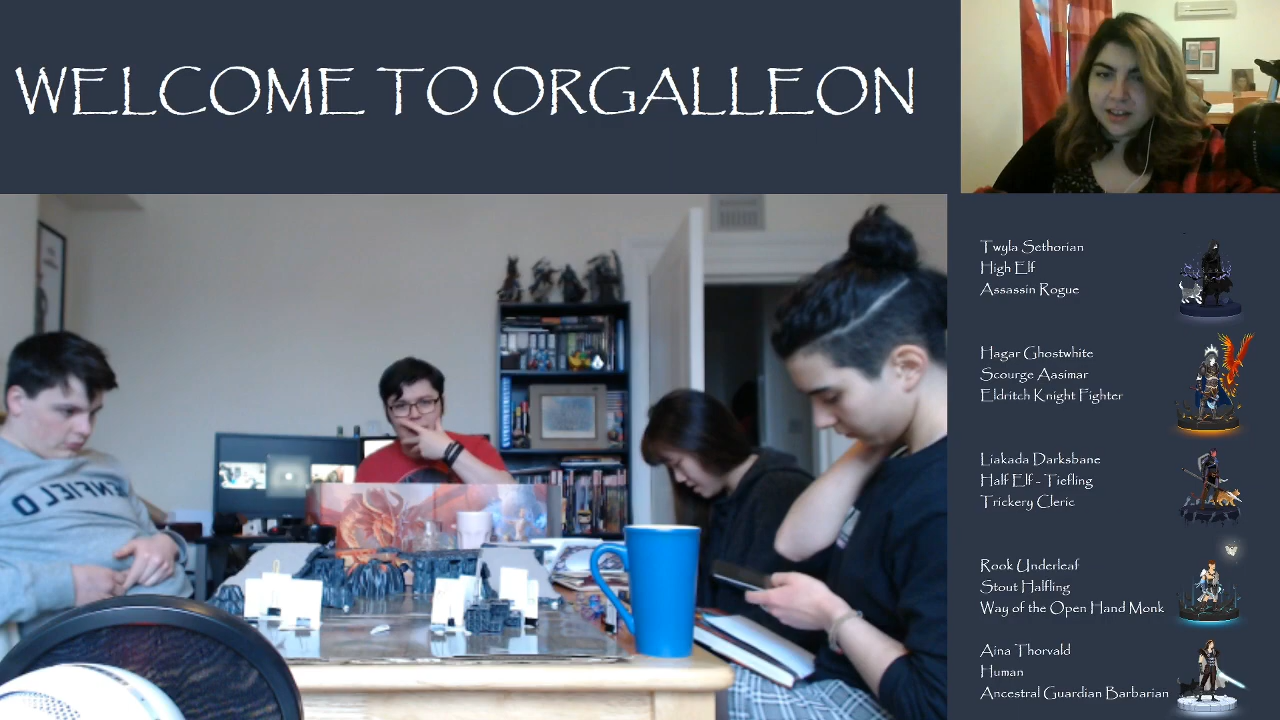 WELCOME TO ORGALLEON
Twyla Sethorian
High Elf
Assassin Rogue
Hagar Ghostwhite
Scourge Aasimar
Eldritch Knight Fighter
Liakada Darksbane
Half Elf - Tiefling
Trickery Cleric
Rook Underleaf
Stout Halfling
Way of the Open Hand Monk
Aina Thorvald
Human
Ancestral Guardian Barbarian
ENFIELD